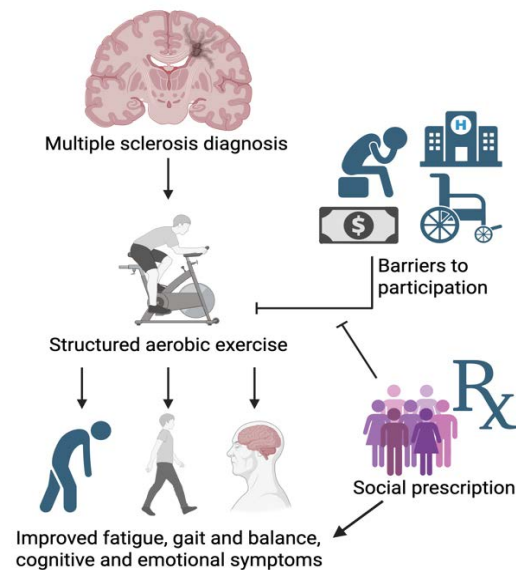 Multiple sclerosis diagnosis
H
$
Barriers to
participation
Structured aerobic exercise
Rx
Social prescription
Improved fatigue, gait and balance,
cognitive and emotional symptoms